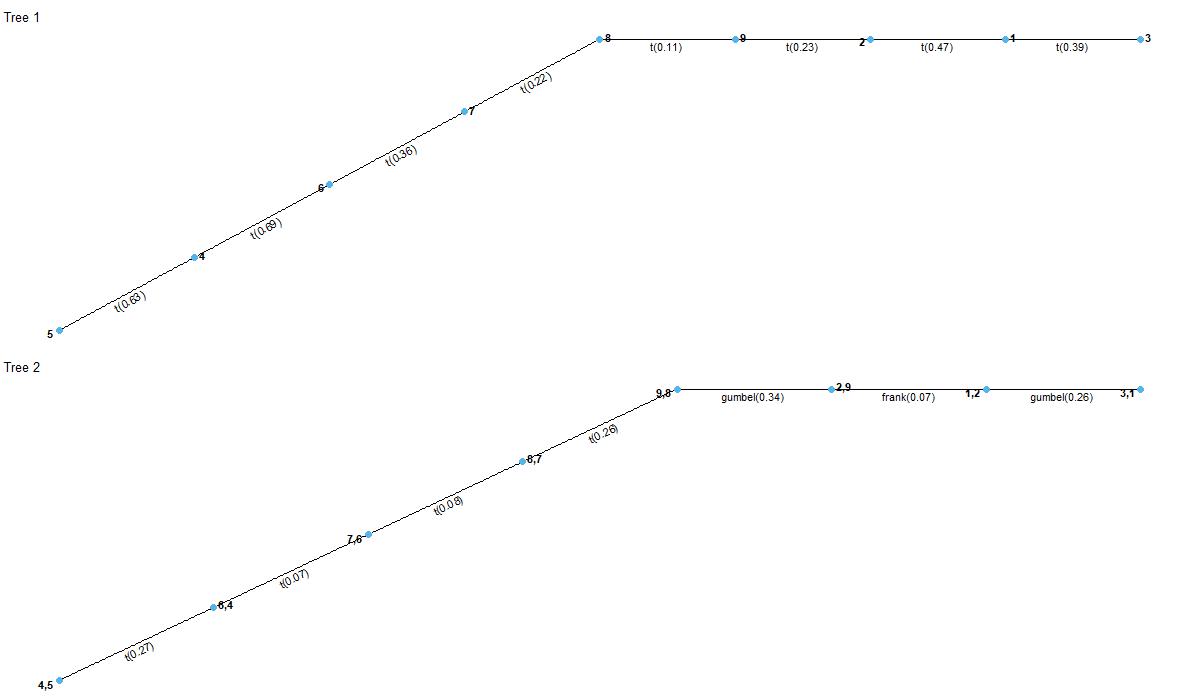 Tree 1
8
9
2
1
3
t(0.11)
t(0.23)
t(0.47)
t(0.39)
t(0.22)
7
t(0.36)
6
t(0.69)
4
t(0.63)
5
Tree 2
9,8
2,9
1,2
3,1
gumbel(0.34)
frank(0.07)
gumbel(0.26)
t(0.26)
8,7
t(0.08)
7,6
t(0.07)
6,4
t(0.27)
4,5